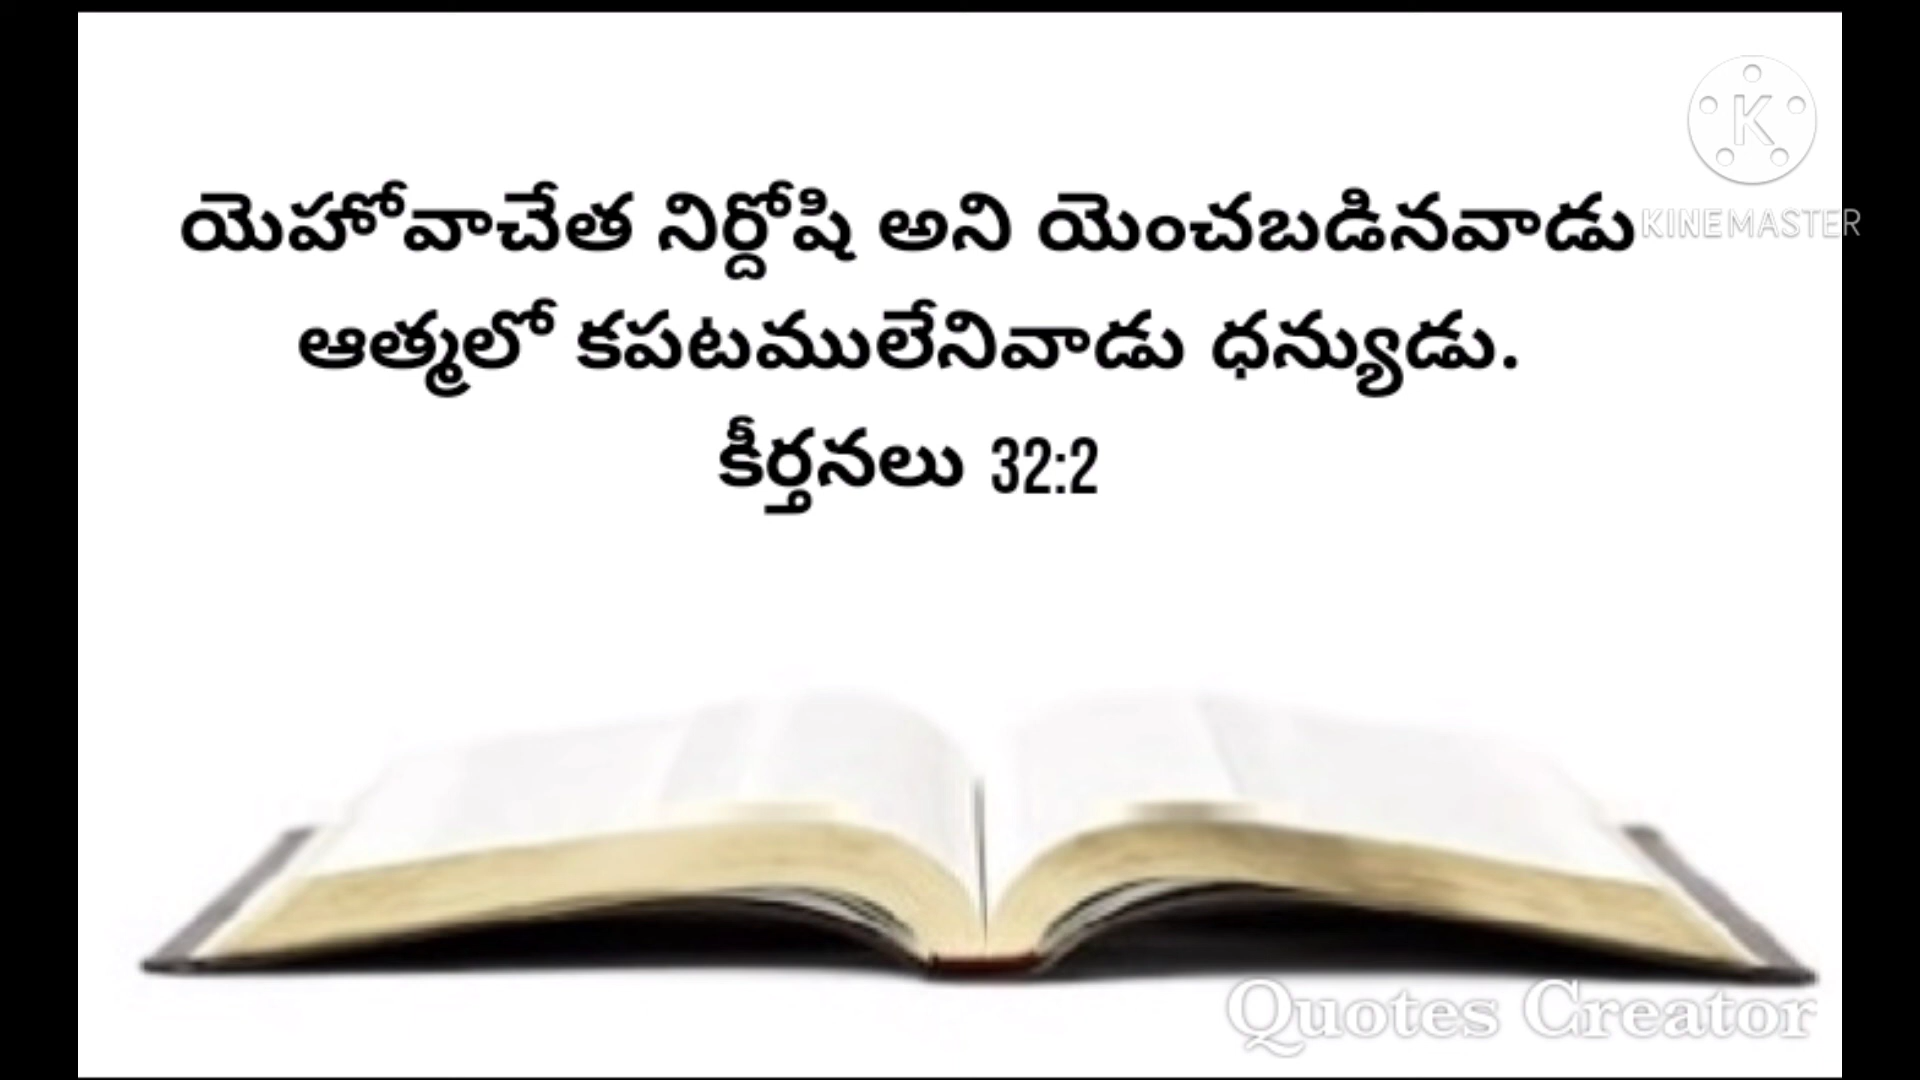 యెహోవాచేత నిర్దోషి అని యెంచబడినవాడు
ఆత్మలో కపటములేనివాడు ధన్యుడు.
కీర్తనలు 32:2
K
KINEMASTER
Quotes Creator